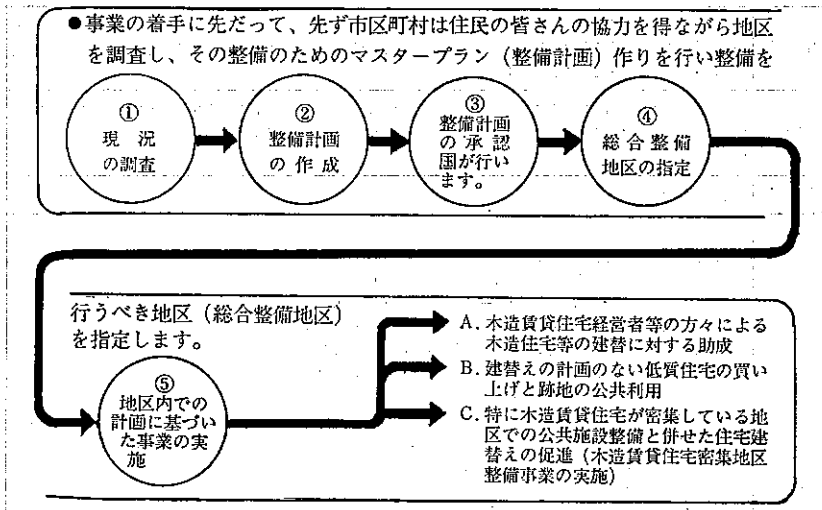 ●事業の着手に先だって、先ず市区町村は住民の皆さんの協力を得ながら地区
を調査し、その整備のためのマスタープラン（整備計画）作りを行い整備を
①
現況
の調査
②
整備計画
の作成
③
整備計画
の承認
国が行い
ます。
④
総合整備
地区の指定
行うべき地区（総合整備地区）
を指定します。
⑤
地区内での
計画に基づい
た事業の実
施
A. 木造賃貸住宅経営者等の方々による
木造住宅等の建替に対する助成
B. 建替えの計画のない低質住宅の買い
上げと跡地の公共利用
C. 特に木造賃貸住宅が密集している地
区での公共施設整備と併せた住宅建
替えの促進（木造賃貸住宅密集地区
整備事業の実施）